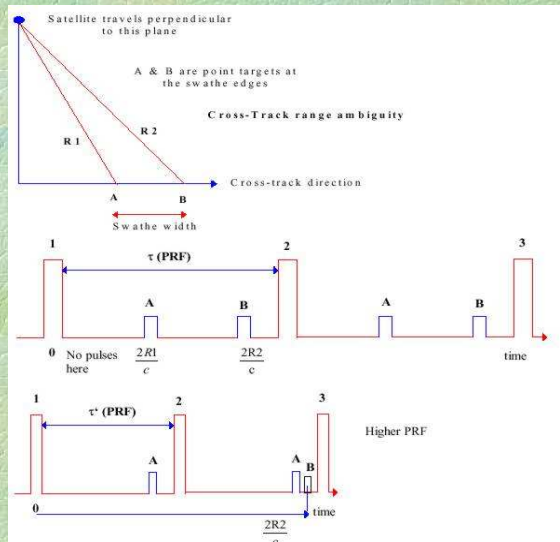 Satellite travels perpendicular
to this plane
A & B are point targets at
the swathe edges
Cross-Track range ambiguity
R 1
R 2
Cross-track direction
A
B
Swathe width
1
τ (PRF)
2
3
A
B
A
B
0
No pulses
here
2R1
c
2R2
c
time
1
τ' (PRF)
2
3
Higher PRF
A
A
B
0
time
2R2
c